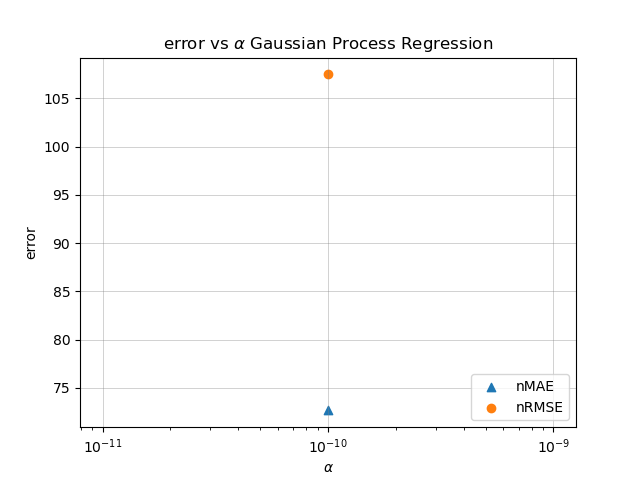 error vs α Gaussian Process Regression
105
100
95
90
85
80
75
error
nMAE
nRMSE
10⁻¹¹
10⁻¹⁰
10⁻⁹
α